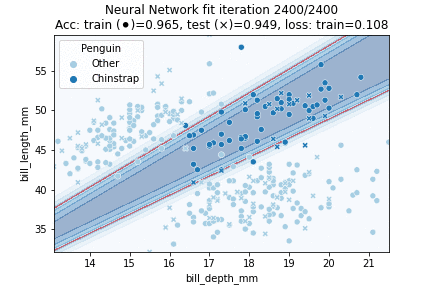 Neural Network fit iteration 2400/2400
Acc: train (●)=0.965, test (×)=0.949, loss: train=0.108
Penguin
Other
Chinstrap
55
50
45
40
35
bill_length_mm
14 15 16 17 18 19 20 21
bill_depth_mm